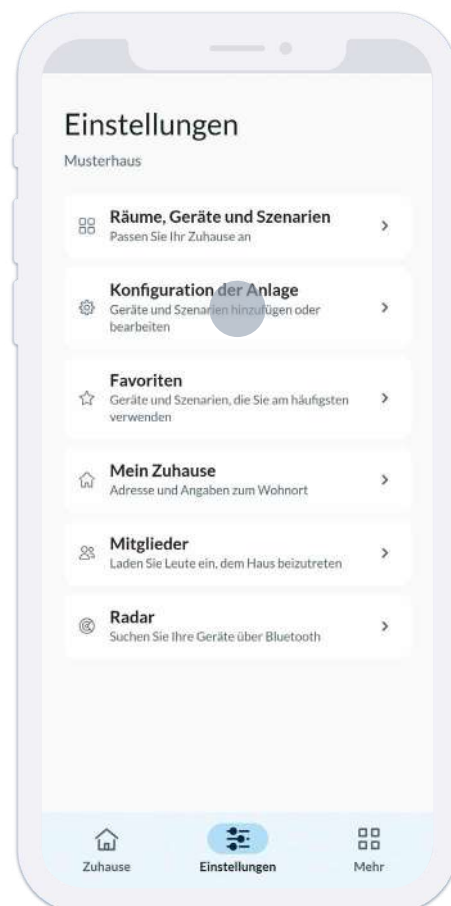 Einstellungen
Musterhaus
Räume, Geräte und Szenarien
Passen Sie Ihr Zuhause an
Konfiguration der Anlage
Geräte und Szenarien hinzufügen oder
bearbeiten
Favoriten
Geräte und Szenarien, die Sie am häufigsten
verwenden
Mein Zuhause
Adresse und Angaben zum Wohnort
Mitglieder
Laden Sie Leute ein, dem Haus beizutreten
Radar
Suchen Sie Ihre Geräte über Bluetooth
Zuhause Einstellungen Mehr